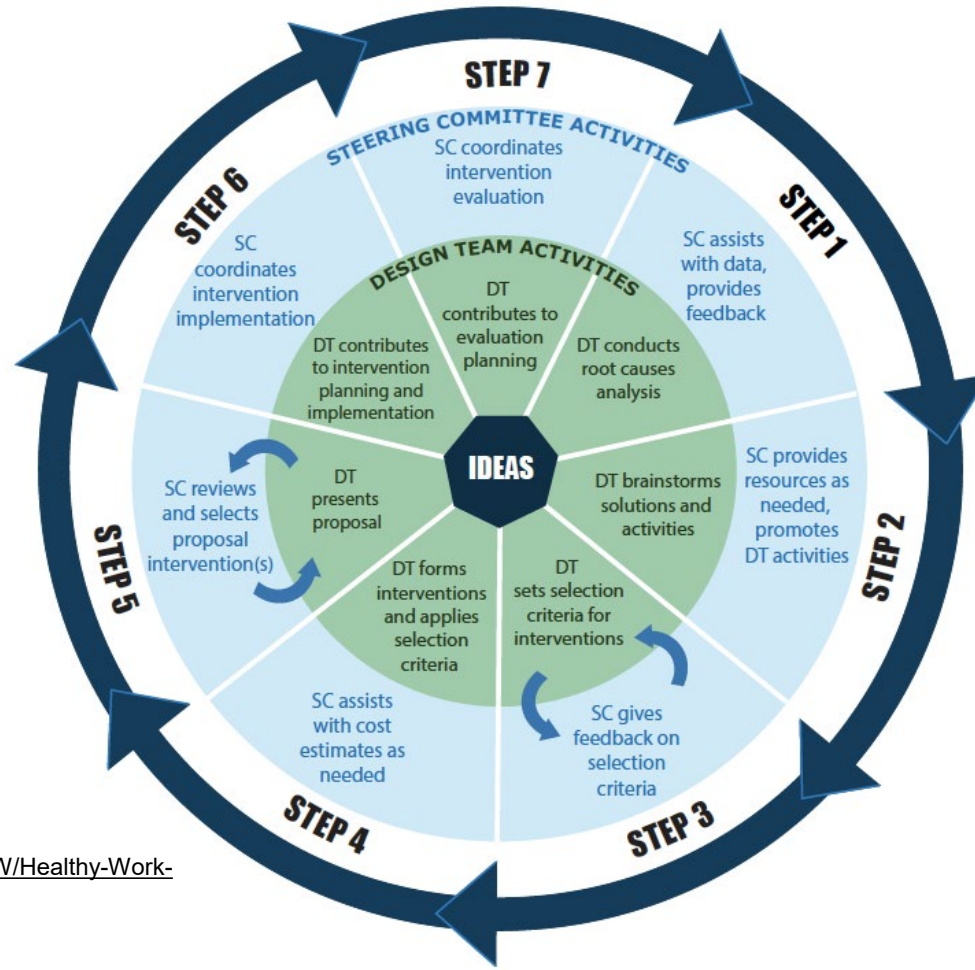 STEP 7
STEERING COMMITTEE ACTIVITIES
SC coordinates
intervention
evaluation
DESIGN TEAM ACTIVITIES
DT
contributes to
evaluation
planning
STEP 1
SC assists
with data,
provides
feedback
DT conducts
root causes
analysis
STEP 2
SC provides
resources as
needed,
promotes
DT activities
DT brainstorms
solutions and
activities
STEP 3
DT
sets selection
criteria for
interventions
SC gives
feedback on
selection
criteria
STEP 4
DT forms
interventions
and applies
selection
criteria
SC assists
with cost
estimates as
needed
STEP 5
SC reviews
and selects
proposal
intervention(s)
DT
presents
proposal
STEP 6
SC
coordinates
intervention
implementation
DT contributes
to intervention
planning and
implementation
IDEAS
/Healthy-Work-